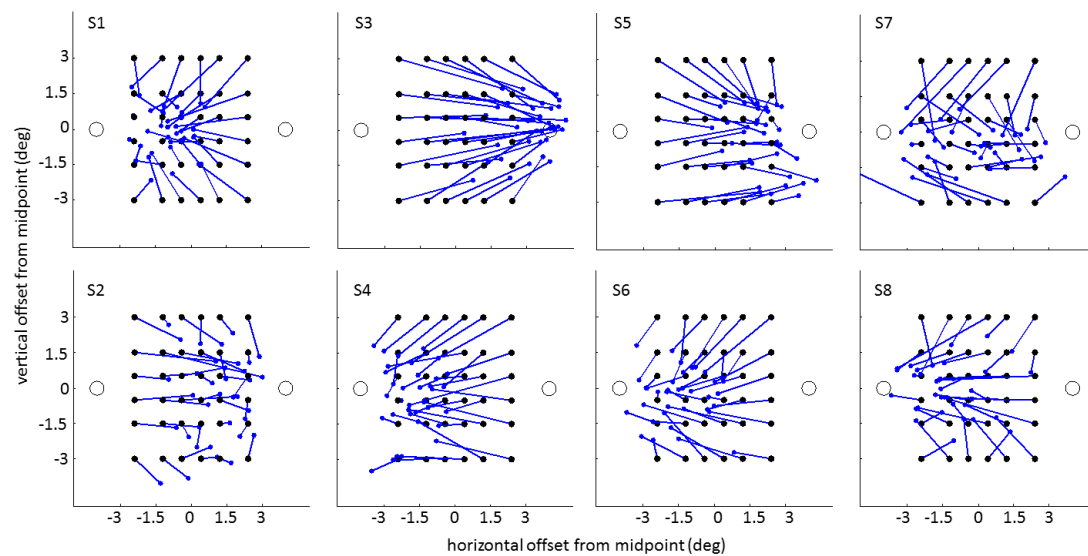 S1
S3
S5
S7
3
1.5
0
-1.5
-3
vertical offset from midpoint (deg)
S2
S4
S6
S8
3
1.5
0
-1.5
-3
-3 -1.5 0 1.5 3
-3 -1.5 0 1.5 3
-3 -1.5 0 1.5 3
-3 -1.5 0 1.5 3
horizontal offset from midpoint (deg)